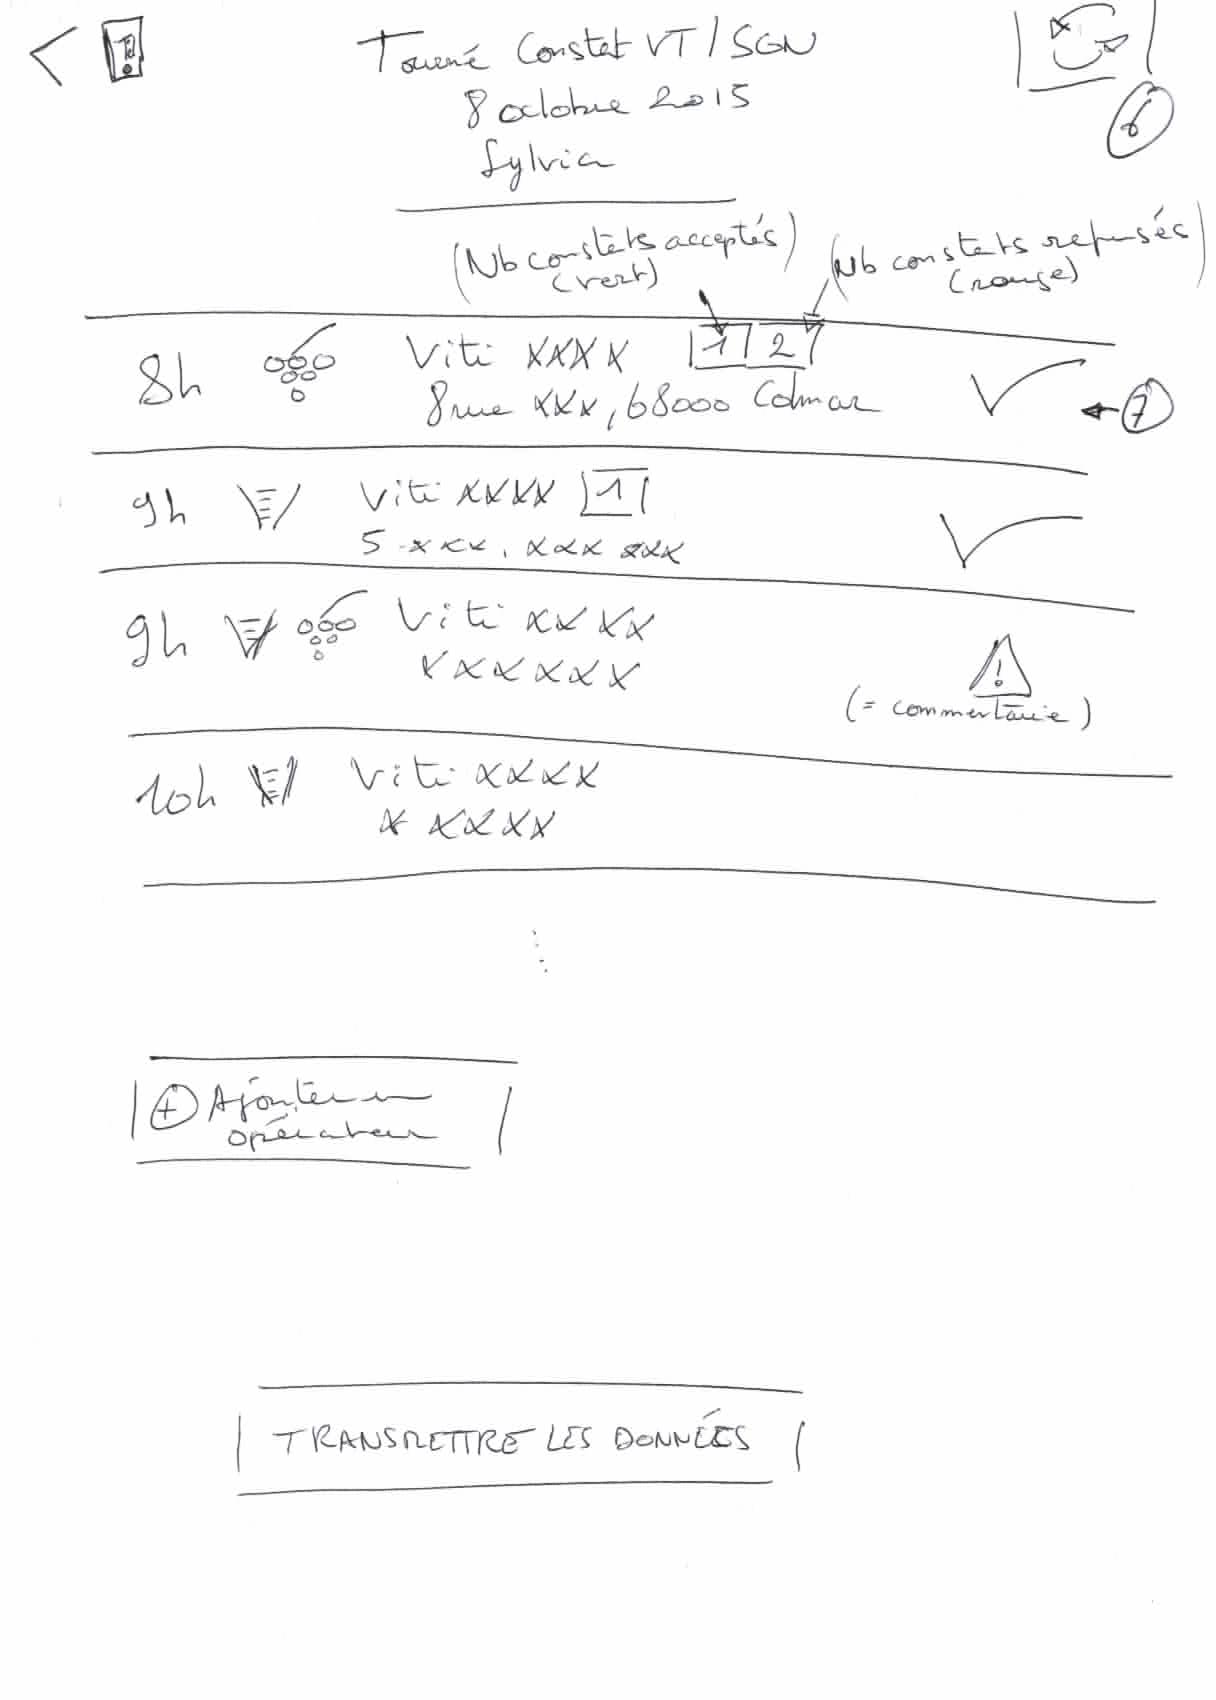 Tourné Constat VT/SGN
8 octobre 2015
Sylvia
6
(Nb constats acceptés)
(vert)
(Nb constats refusés)
(rouge)
8h Viti XXXX 1 2
8 rue xxx, 68000 Colmar
7
9h Viti XXXX 1
5 xxx, xxx xxx
9h Viti XX XX
XXXXXX
!
(= commentaire)
10h Viti XXXX
X XXXX
+ Ajouter un
opérateur
TRANSMETTRE LES DONNÉES